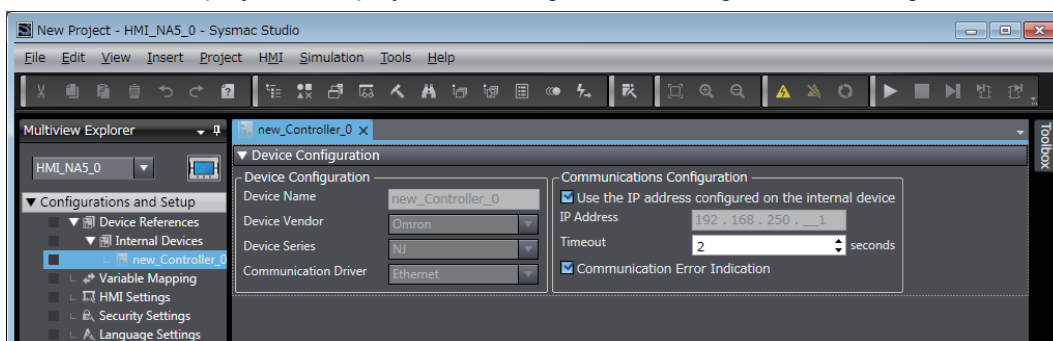 New Project - HMI_NA5_0 - Sysmac Studio
File Edit View Insert Project HMI Simulation Tools Help
Multiview Explorer
new_Controller_0
Toolbox
HMI_NA5_0
▼ Configurations and Setup
▼ Device References
▼ Internal Devices
new_Controller_0
Variable Mapping
HMI Settings
Security Settings
Language Settings
▼ Device Configuration
Device Configuration
Device Name new_Controller_0
Device Vendor Omron
Device Series NJ
Communication Driver Ethernet
Communications Configuration
Use the IP address configured on the internal device
IP Address 192 . 168 . 250 . __1
Timeout 2 seconds
Communication Error Indication